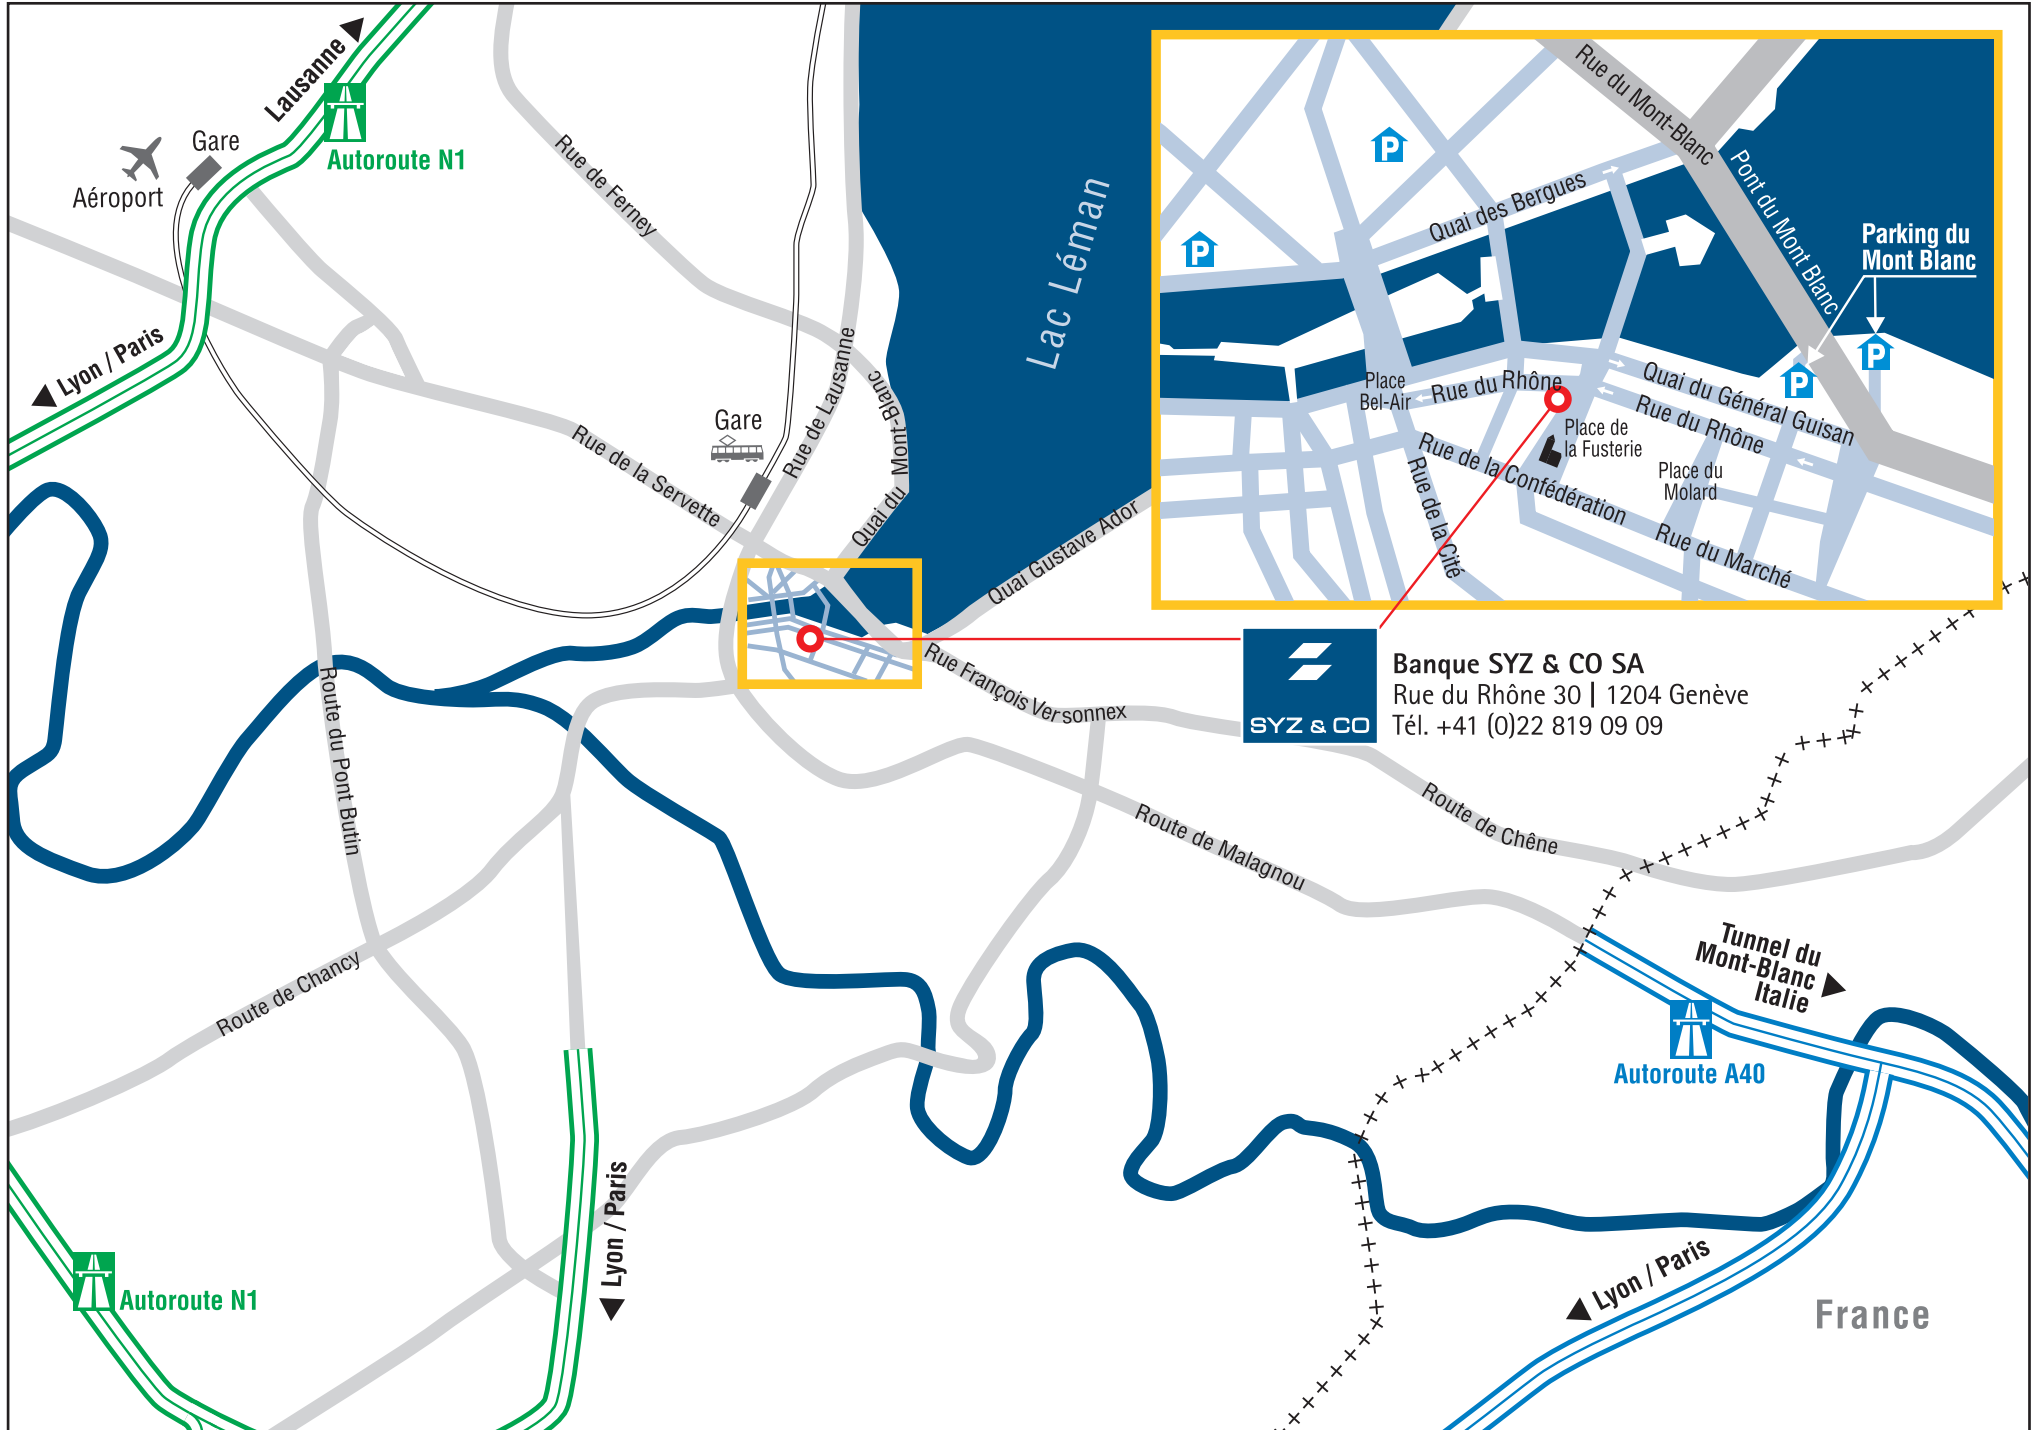 Lausanne
Gare
Aéroport
Autoroute N1
Lyon / Paris
Rue de Ferney
Rue de Lausanne
Quai du Mont-Blanc
Lac Léman
Gare
Rue de la Servette
Quai Gustave Ador
Rue du Mont-Blanc
Pont du Mont Blanc
Quai des Bergues
P
P
Parking du
Mont Blanc
P
P
Place
Bel-Air
Rue du Rhône
Quai du Général Guisan
Rue du Rhône
Place de
la Fusterie
Place du
Molard
Rue de la Confédération
Rue de la Cité
Rue du Marché
Rue François Versonnex
SYZ & CO
Banque SYZ & CO SA
Rue du Rhône 30 | 1204 Genève
Tél. +41 (0)22 819 09 09
Route du Pont Butin
Route de Chêne
Route de Malagnou
Route de Chancy
Tunnel du
Mont-Blanc
Italie
Autoroute A40
Lyon / Paris
Lyon / Paris
Autoroute N1
France